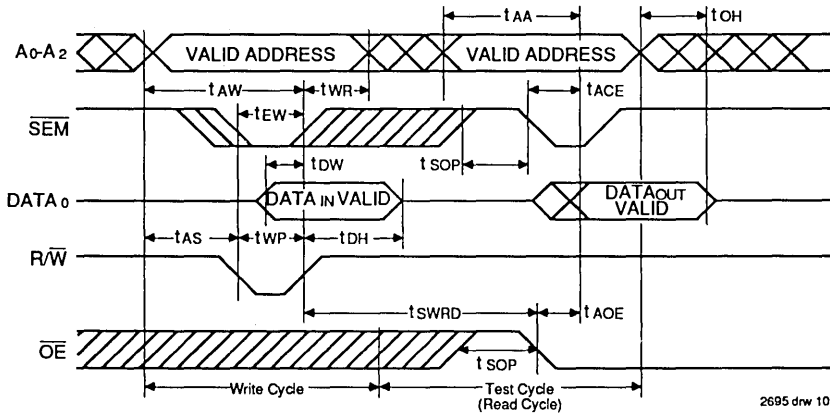 tAA
tOH
A0-A2
VALID ADDRESS
VALID ADDRESS
tAW
tWR
tACE
tEW
SEM
tDW
tSOP
DATA0
DATAIN VALID
DATAOUT
VALID
tAS
tWP
tDH
R/W
tSWRD
tAOE
OE
tSOP
Write Cycle
Test Cycle
(Read Cycle)
2695 drw 10